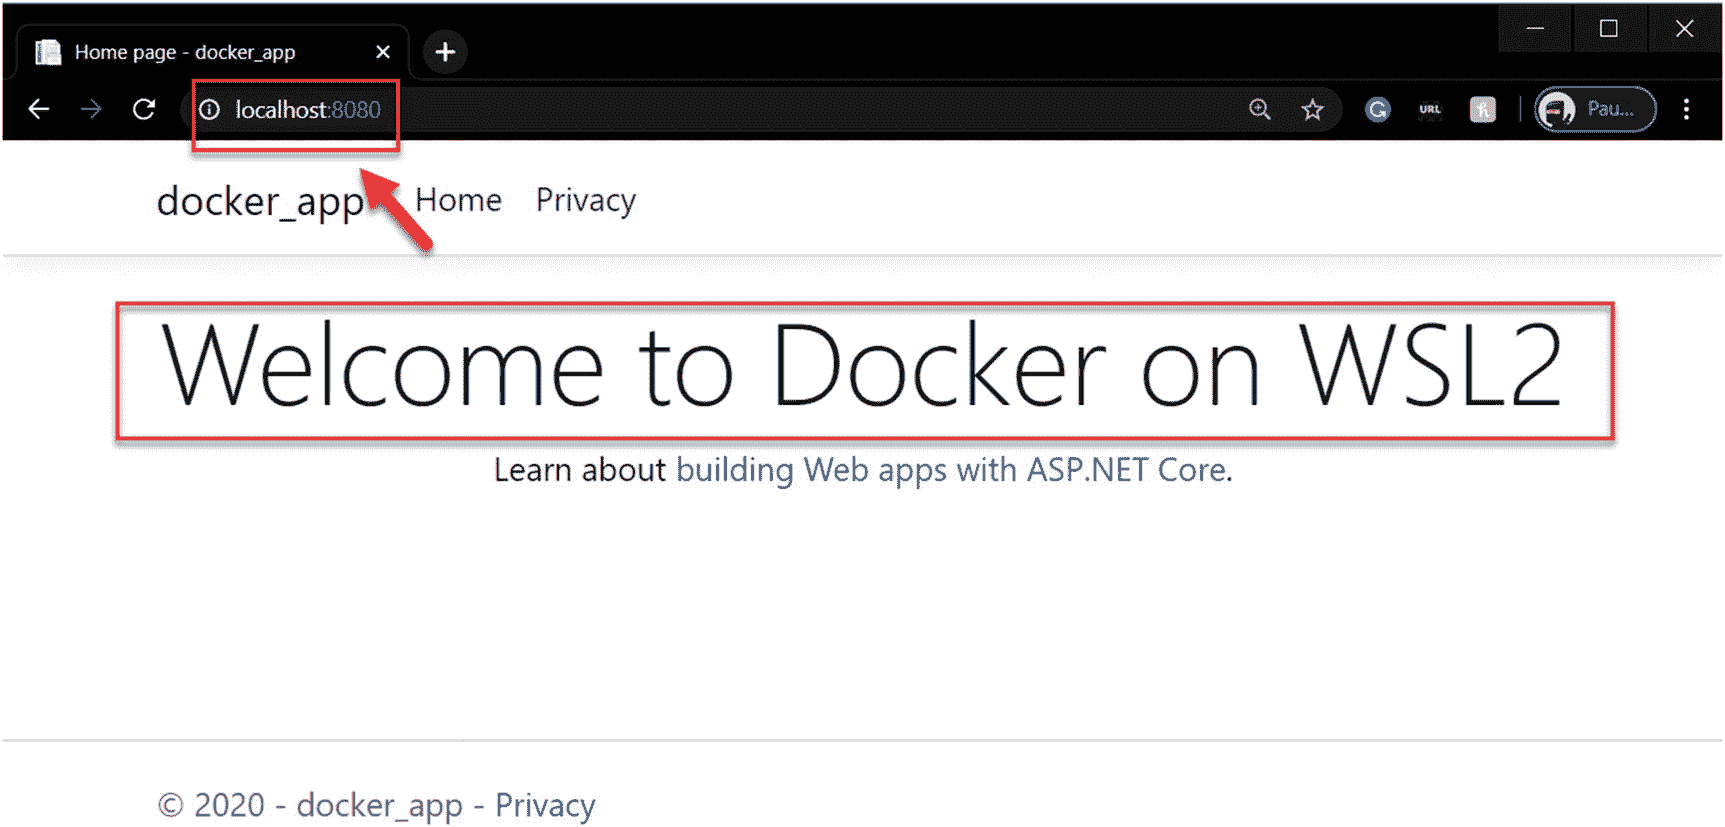 Home page - docker_app
localhost:8080
URL
Pau...
docker_app Home Privacy
Welcome to Docker on WSL2
Learn about building Web apps with ASP.NET Core.
© 2020 - docker_app - Privacy